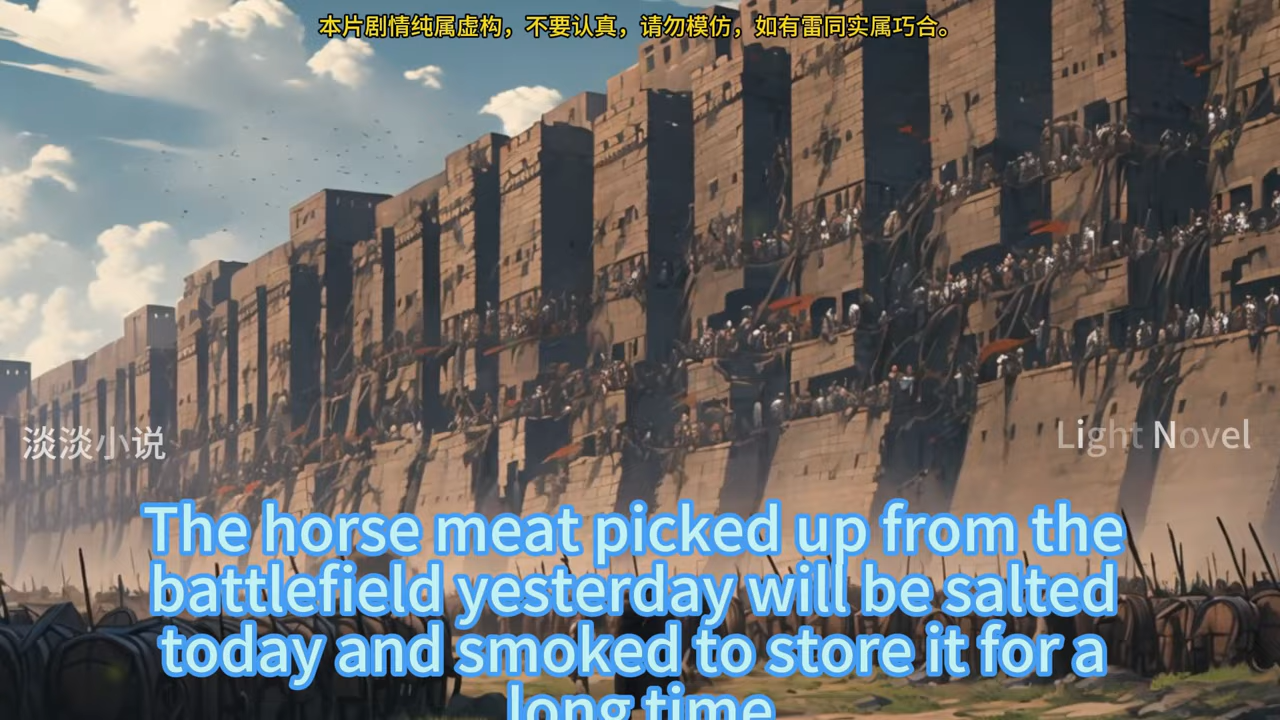 本片剧情纯属虚构，不要认真，请勿模仿，如有雷同实属巧合。
淡淡小说
Light Novel
The horse meat picked up from the
battlefield yesterday will be salted
today and smoked to store it for a
long time